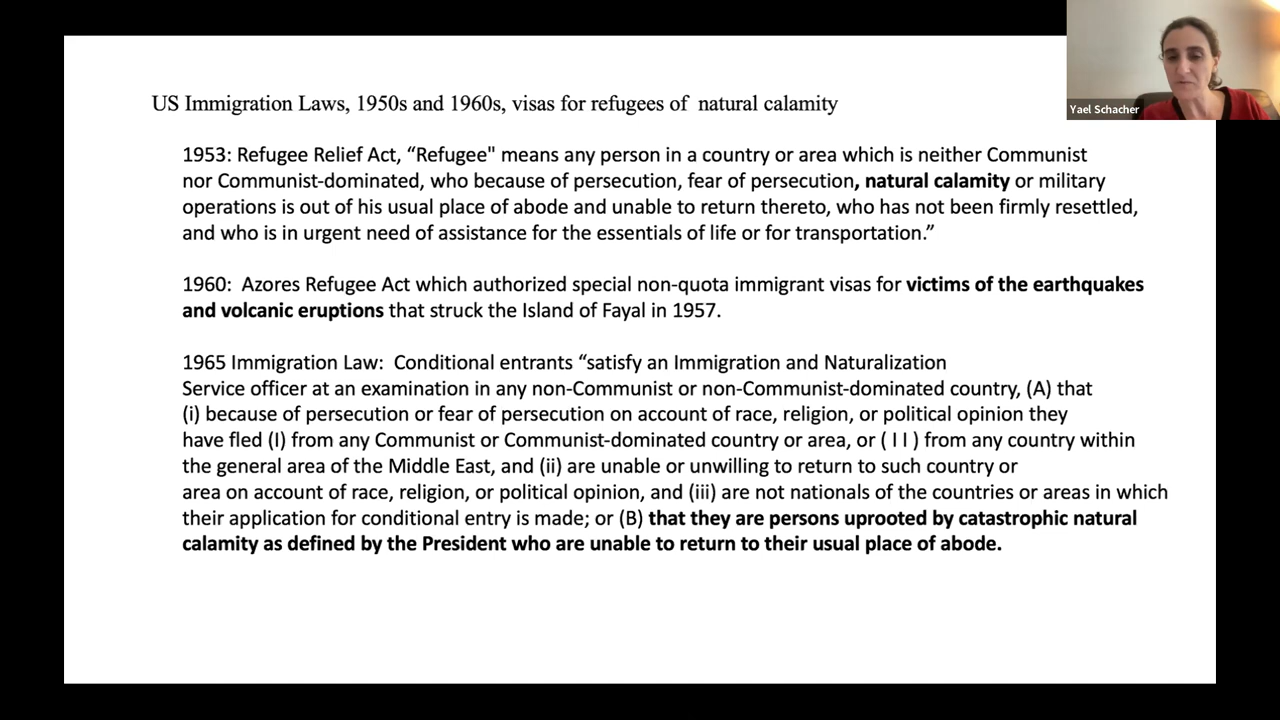 US Immigration Laws, 1950s and 1960s, visas for refugees of natural calamity
Yael Schacher
1953: Refugee Relief Act, “Refugee" means any person in a country or area which is neither Communist
nor Communist-dominated, who because of persecution, fear of persecution, natural calamity or military
operations is out of his usual place of abode and unable to return thereto, who has not been firmly resettled,
and who is in urgent need of assistance for the essentials of life or for transportation.”
1960: Azores Refugee Act which authorized special non-quota immigrant visas for victims of the earthquakes
and volcanic eruptions that struck the Island of Fayal in 1957.
1965 Immigration Law: Conditional entrants “satisfy an Immigration and Naturalization
Service officer at an examination in any non-Communist or non-Communist-dominated country, (A) that
(i) because of persecution or fear of persecution on account of race, religion, or political opinion they
have fled (I) from any Communist or Communist-dominated country or area, or ( I I ) from any country within
the general area of the Middle East, and (ii) are unable or unwilling to return to such country or
area on account of race, religion, or political opinion, and (iii) are not nationals of the countries or areas in which
their application for conditional entry is made; or (B) that they are persons uprooted by catastrophic natural
calamity as defined by the President who are unable to return to their usual place of abode.